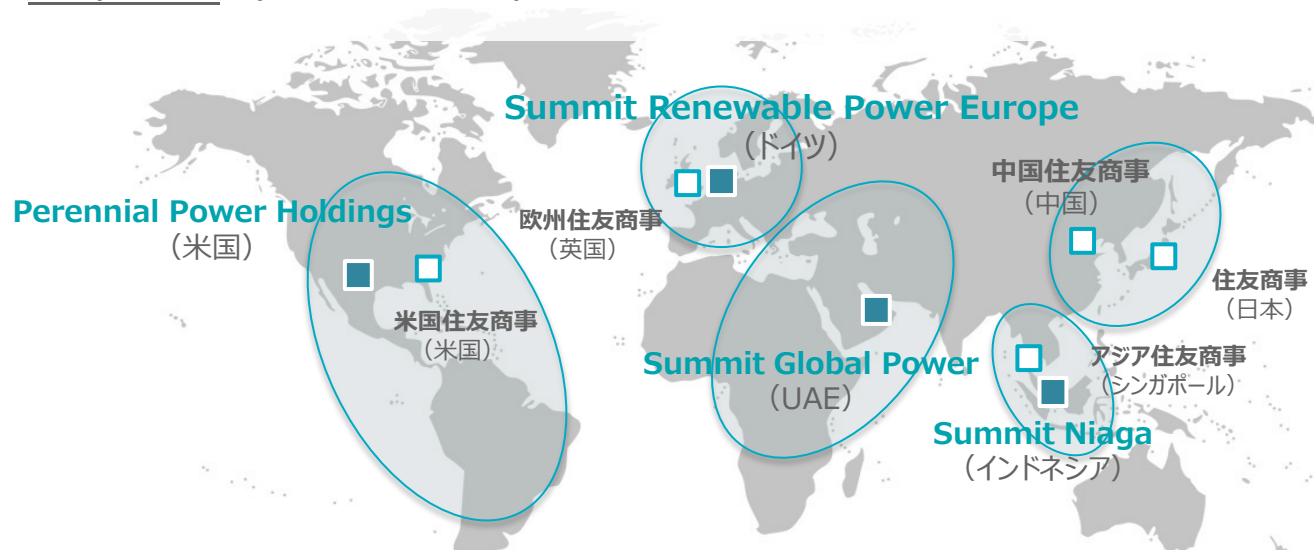 Summit Renewable Power Europe
（ドイツ）
中国住友商事
（中国）
Perennial Power Holdings
（米国）
欧州住友商事
（英国）
住友商事
（日本）
米国住友商事
（米国）
Summit Global Power
（UAE）
アジア住友商事
（シンガポール）
Summit Niaga
（インドネシア）